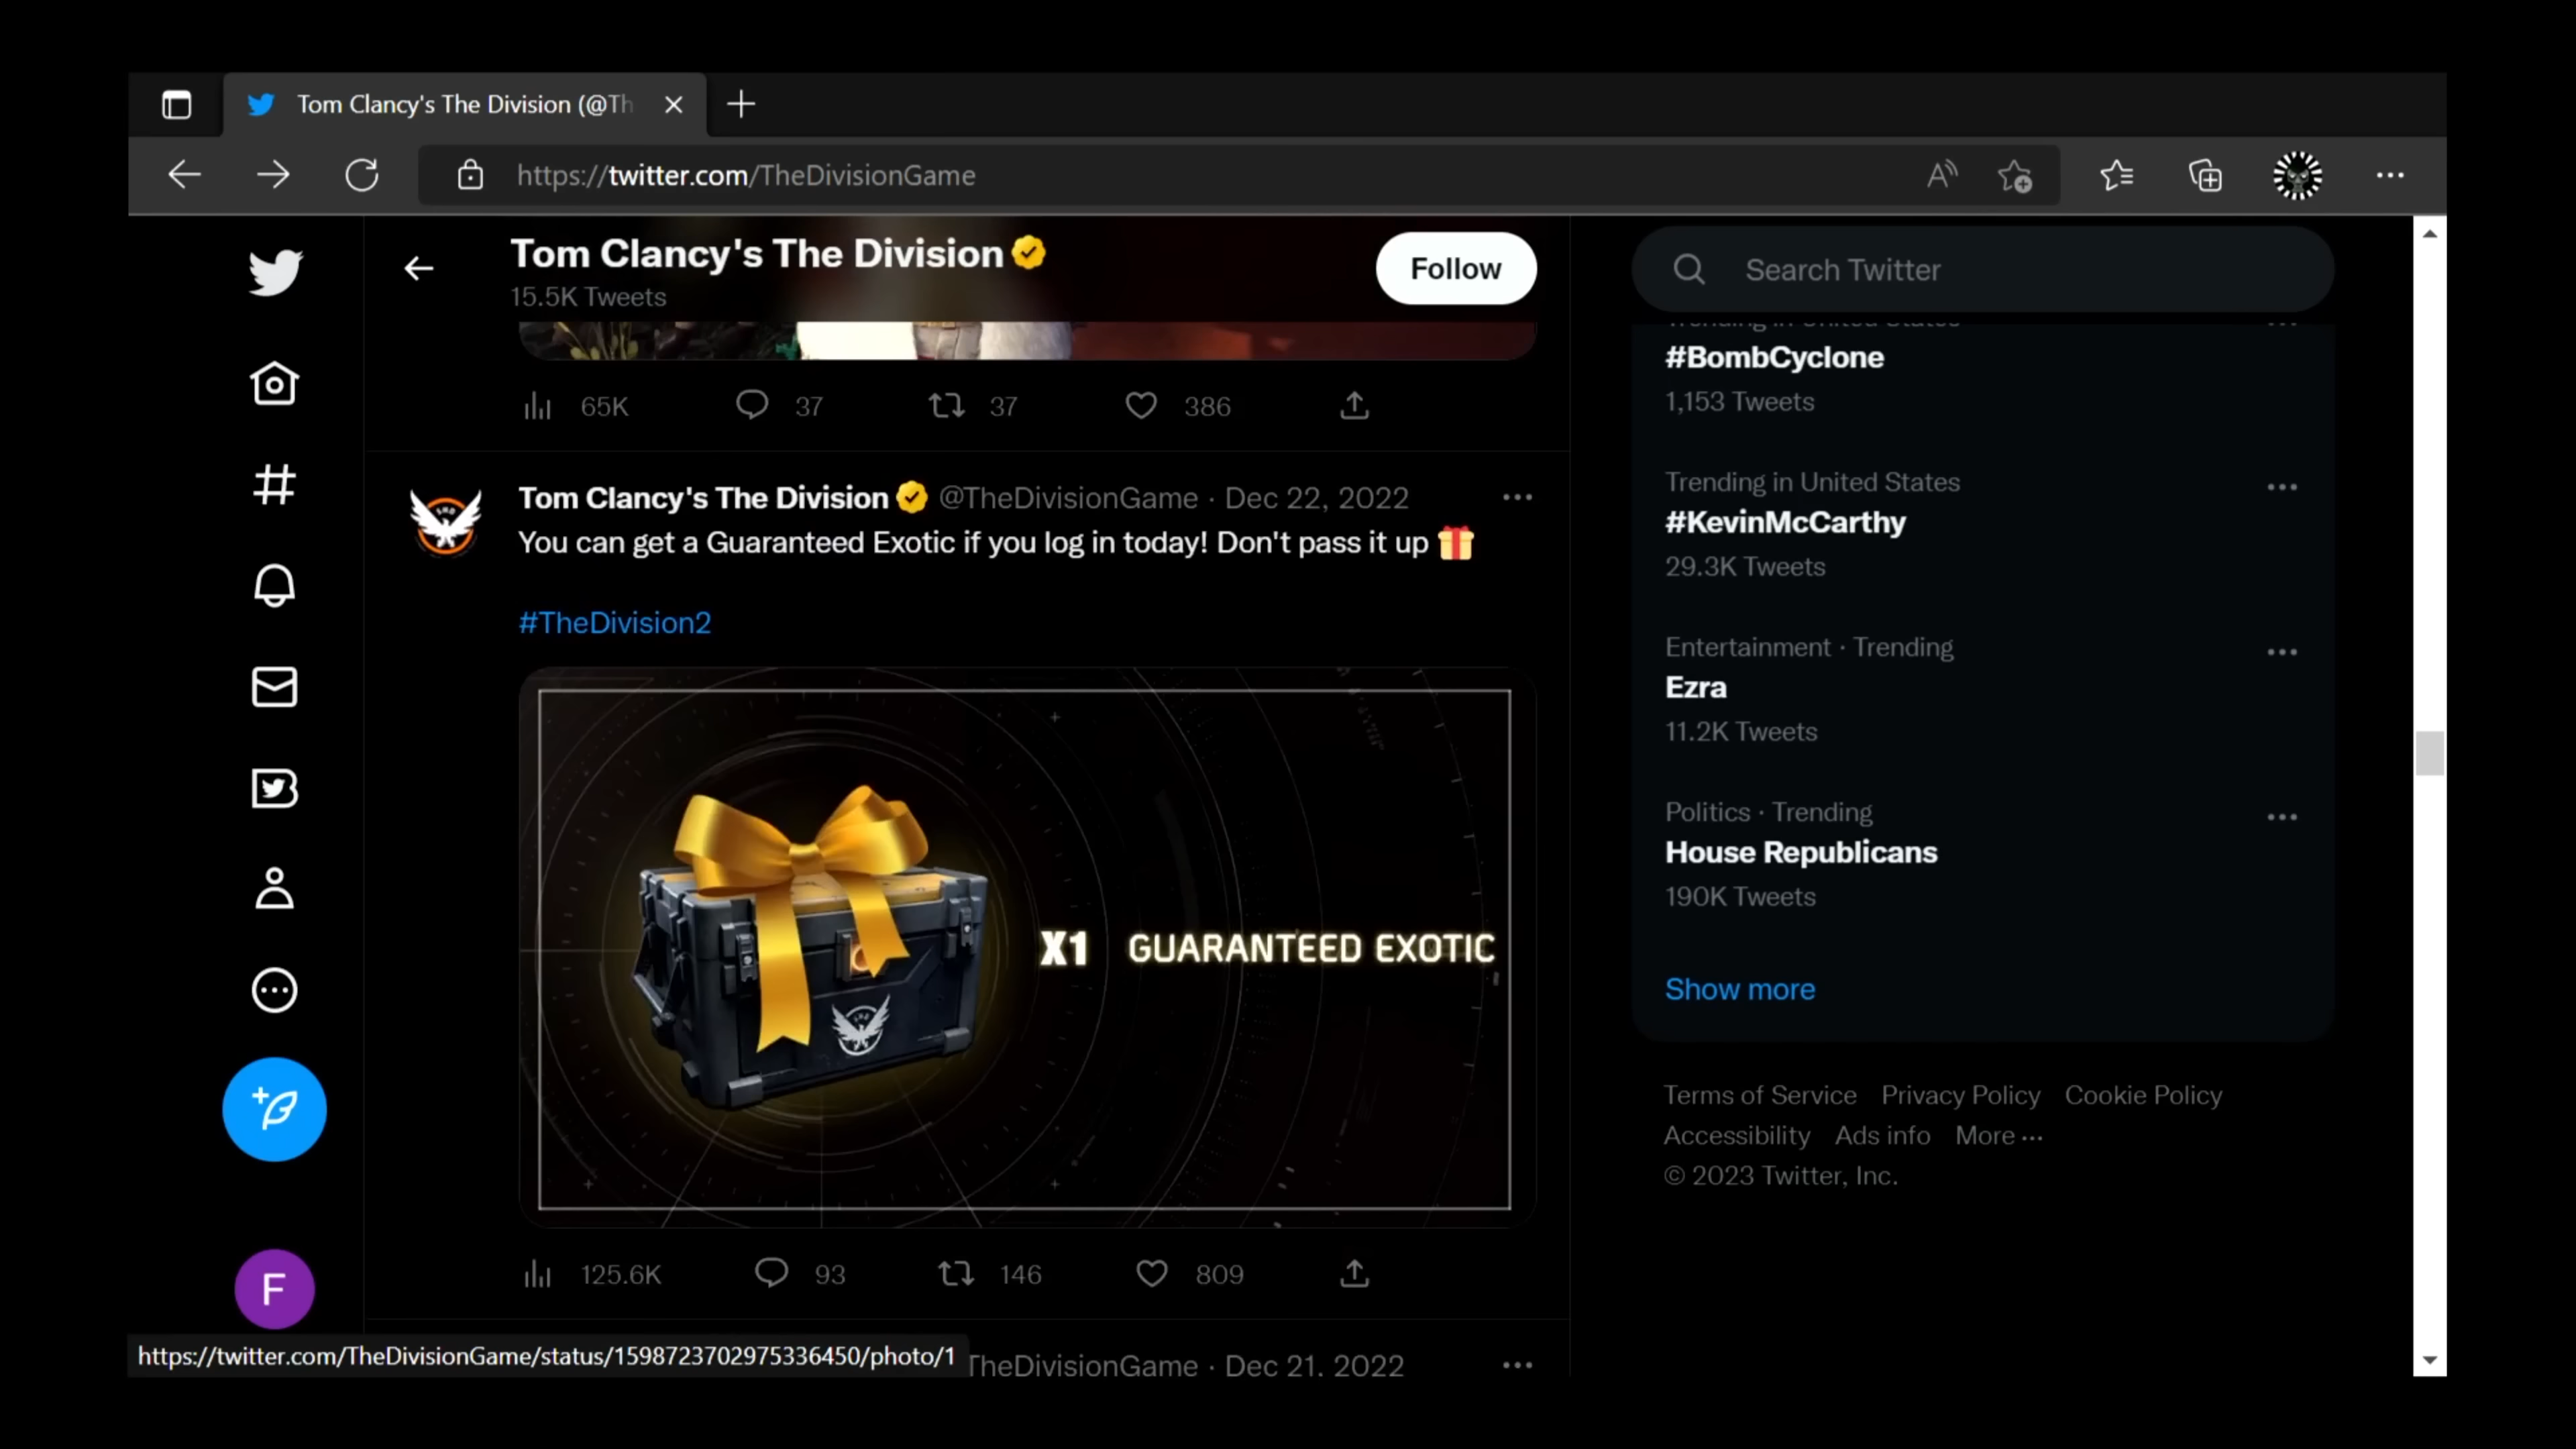 Tom Clancy's The Division (@Th
https://twitter.com/TheDivisionGame
Tom Clancy's The Division
15.5K Tweets
Follow
Search Twitter
65K 37 37 386
Tom Clancy's The Division @TheDivisionGame · Dec 22, 2022
You can get a Guaranteed Exotic if you log in today! Don't pass it up
#TheDivision2
X1 GUARANTEED EXOTIC
125.6K 93 146 809
TheDivisionGame · Dec 21. 2022
Trending in United States
#BombCyclone
1,153 Tweets
Trending in United States
#KevinMcCarthy
29.3K Tweets
Entertainment · Trending
Ezra
11.2K Tweets
Politics · Trending
House Republicans
190K Tweets
Show more
Terms of Service Privacy Policy Cookie Policy
Accessibility Ads info More ...
© 2023 Twitter, Inc.
F
https://twitter.com/TheDivisionGame/status/1598723702975336450/photo/1